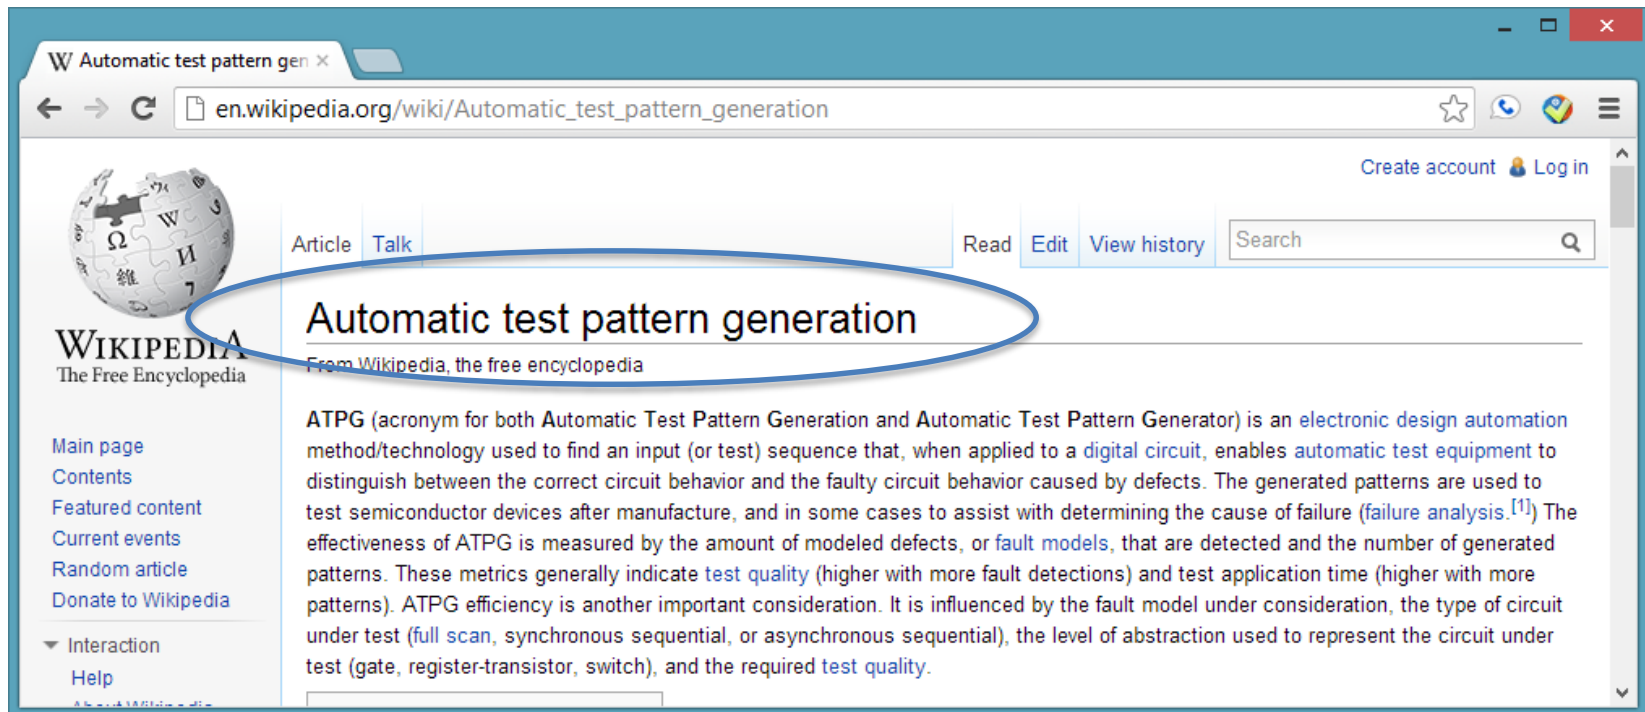 Automatic test pattern gen
en.wikipedia.org/wiki/Automatic_test_pattern_generation
Create account Log in
Article Talk Read Edit View history Search
WIKIPEDIA
The Free Encyclopedia
Main page
Contents
Featured content
Current events
Random article
Donate to Wikipedia
Interaction
Help
About Wikipedia
Automatic test pattern generation
From Wikipedia, the free encyclopedia
ATPG (acronym for both Automatic Test Pattern Generation and Automatic Test Pattern Generator) is an electronic design automation
method/technology used to find an input (or test) sequence that, when applied to a digital circuit, enables automatic test equipment to
distinguish between the correct circuit behavior and the faulty circuit behavior caused by defects. The generated patterns are used to
test semiconductor devices after manufacture, and in some cases to assist with determining the cause of failure (failure analysis.[1]) The
effectiveness of ATPG is measured by the amount of modeled defects, or fault models, that are detected and the number of generated
patterns. These metrics generally indicate test quality (higher with more fault detections) and test application time (higher with more
patterns). ATPG efficiency is another important consideration. It is influenced by the fault model under consideration, the type of circuit
under test (full scan, synchronous sequential, or asynchronous sequential), the level of abstraction used to represent the circuit under
test (gate, register-transistor, switch), and the required test quality.